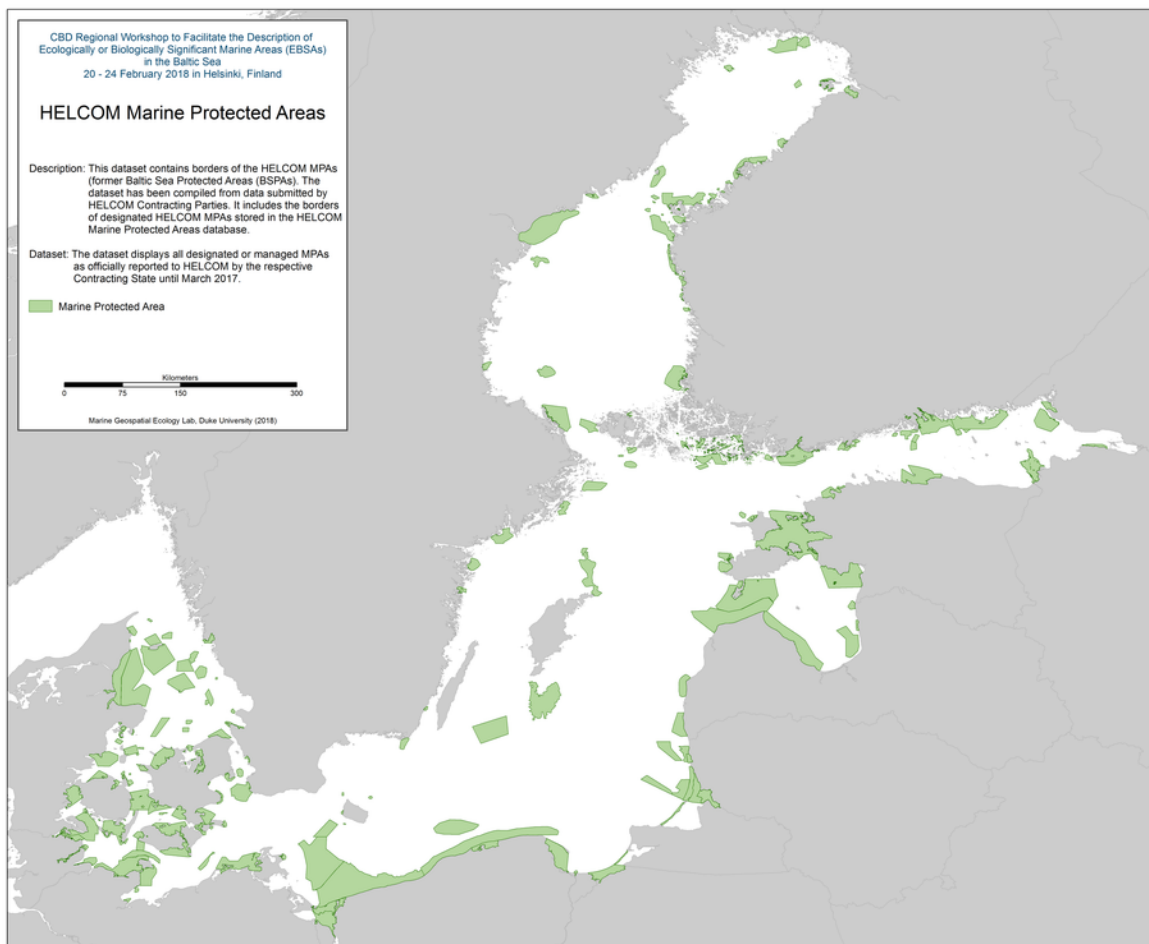 CBD Regional Workshop to Facilitate the Description of
Ecologically or Biologically Significant Marine Areas (EBSAs)
in the Baltic Sea
20 - 24 February 2018 in Helsinki, Finland
HELCOM Marine Protected Areas
Description: This dataset contains borders of the HELCOM MPAs
(former Baltic Sea Protected Areas (BSPAs). The
dataset has been compiled from data submitted by
HELCOM Contracting Parties. It includes the borders
of designated HELCOM MPAs stored in the HELCOM
Marine Protected Areas database.
Dataset: The dataset displays all designated or managed MPAs
as officially reported to HELCOM by the respective
Contracting State until March 2017.
Marine Protected Area
Kilometers
0 75 150 300
Marine Geospatial Ecology Lab, Duke University (2018)